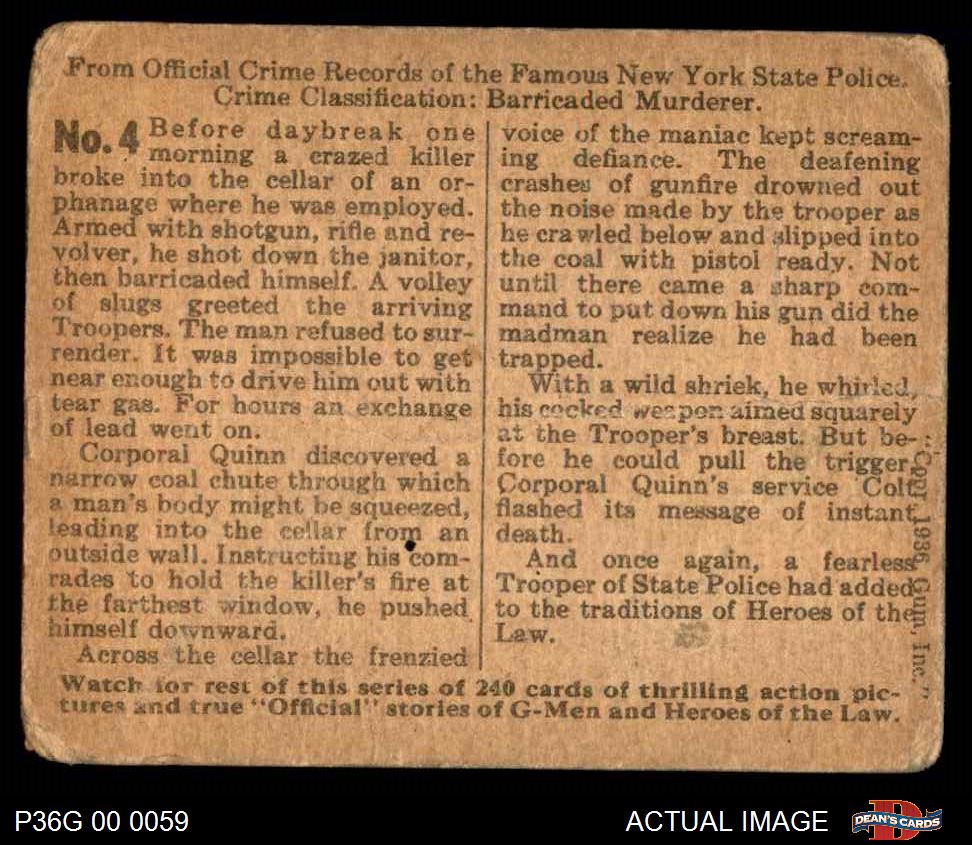 From Official Crime Records of the Famous New York State Police.
Crime Classification: Barricaded Murderer.
No. 4 Before daybreak one
morning a crazed killer
broke into the cellar of an or-
phanage where he was employed.
Armed with shotgun, rifle and re-
volver, he shot down the janitor,
then barricaded himself. A volley
of slugs greeted the arriving
Troopers. The man refused to sur-
render. It was impossible to get
near enough to drive him out with
tear gas. For hours an exchange
of lead went on.
Corporal Quinn discovered a
narrow coal chute through which
a man's body might be squeezed,
leading into the cellar from an
outside wall. Instructing his com-
rades to hold the killer's fire at
the farthest window, he pushed
himself downward.
Across the cellar the frenzied
voice of the maniac kept scream-
ing defiance. The deafening
crashes of gunfire drowned out
the noise made by the trooper as
he crawled below and slipped into
the coal with pistol ready. Not
until there came a sharp com-
mand to put down his gun did the
madman realize he had been
trapped.
With a wild shriek, he whirled,
his cocked weapon aimed squarely
at the Trooper's breast. But be-
fore he could pull the trigger,
Corporal Quinn's service Colt
flashed its message of instant
death.
And once again, a fearless
Trooper of State Police had added
to the traditions of Heroes of the
Law.
Copr. 1936, Gum, Inc."
Watch for rest of this series of 240 cards of thrilling action pic-
tures and true "Official" stories of G-Men and Heroes of the Law.
P36G 00 0059
ACTUAL IMAGE
DEAN'S CARDS